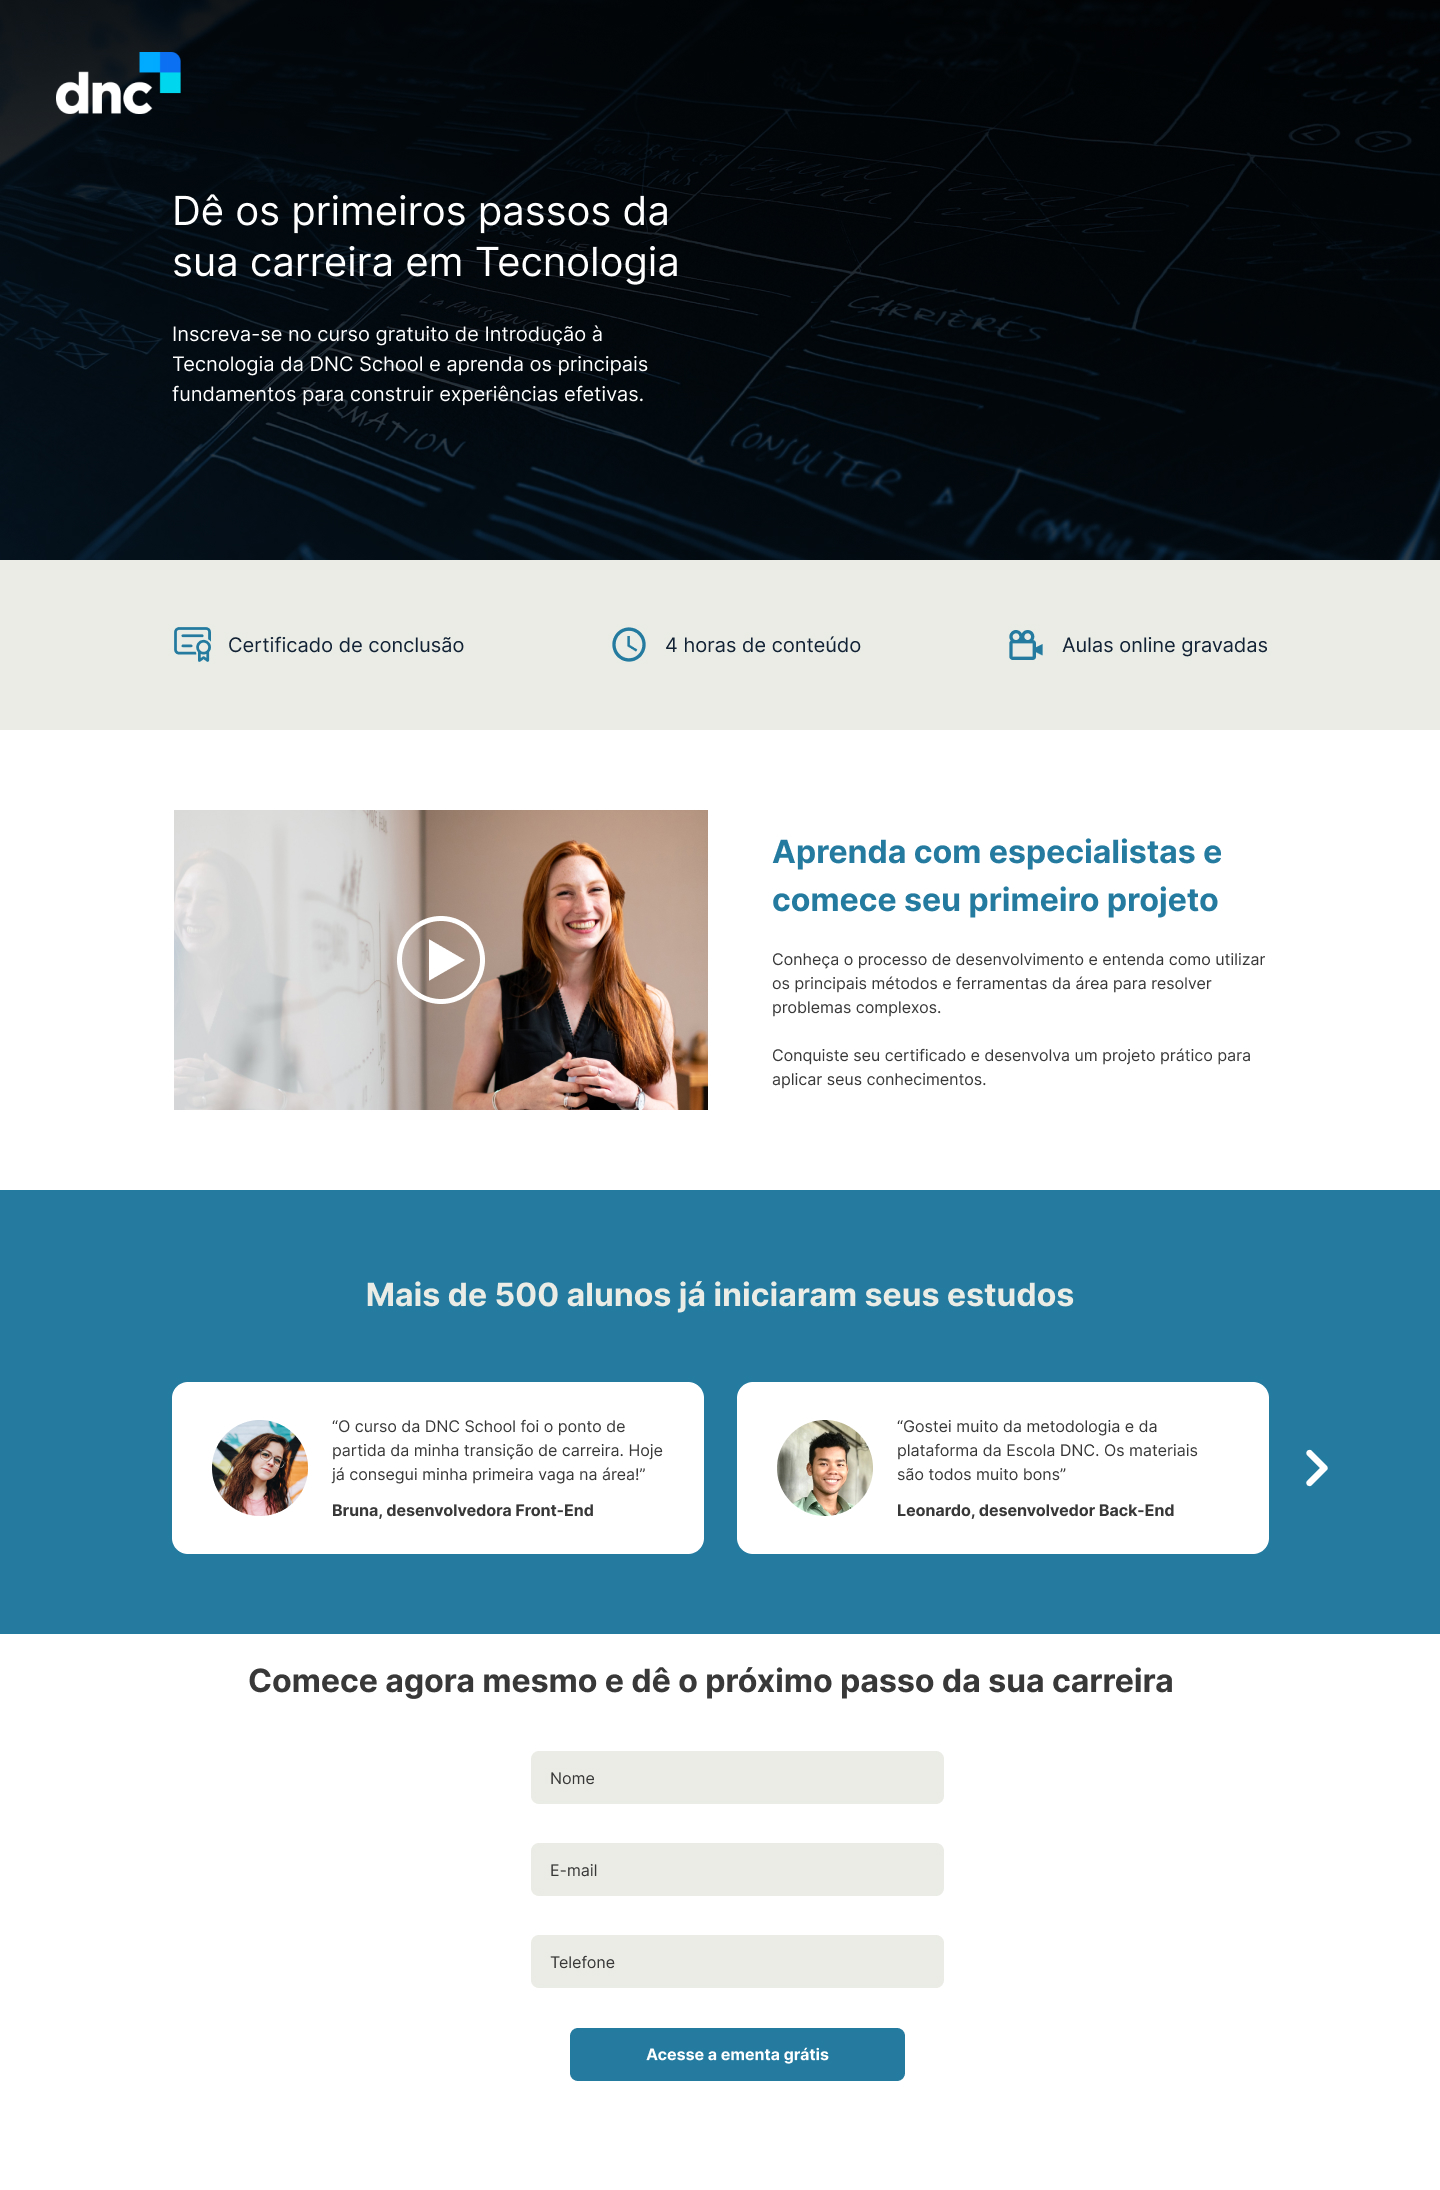 dnc
Dê os primeiros passos da
sua carreira em Tecnologia
Inscreva-se no curso gratuito de Introdução à
Tecnologia da DNC School e aprenda os principais
fundamentos para construir experiências efetivas.
CARRIÈRES
FORMATION
CONSULTER
CONSULTE
Certificado de conclusão
4 horas de conteúdo
Aulas online gravadas
Aprenda com especialistas e
comece seu primeiro projeto
Conheça o processo de desenvolvimento e entenda como utilizar
os principais métodos e ferramentas da área para resolver
problemas complexos.
Conquiste seu certificado e desenvolva um projeto prático para
aplicar seus conhecimentos.
Mais de 500 alunos já iniciaram seus estudos
“O curso da DNC School foi o ponto de
partida da minha transição de carreira. Hoje
já consegui minha primeira vaga na área!”
Bruna, desenvolvedora Front-End
“Gostei muito da metodologia e da
plataforma da Escola DNC. Os materiais
são todos muito bons”
Leonardo, desenvolvedor Back-End
Comece agora mesmo e dê o próximo passo da sua carreira
Nome
E-mail
Telefone
Acesse a ementa grátis